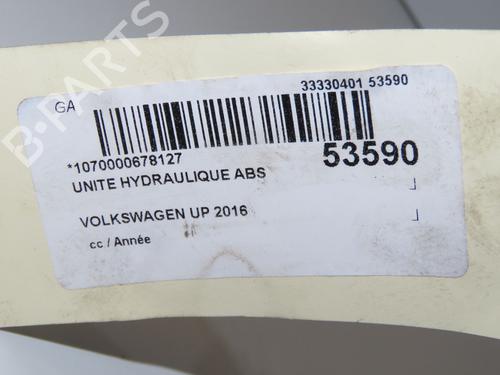 B-PARTS
GA
33330401 53590
*1070000678127
53590
UNITE HYDRAULIQUE ABS
VOLKSWAGEN UP 2016
cc / Année